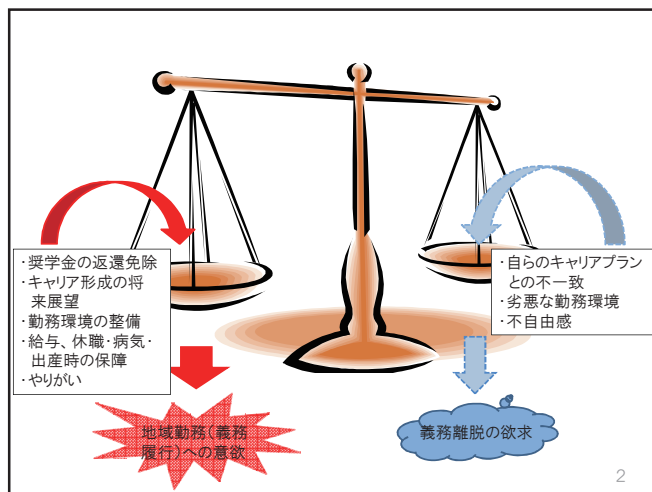 ・奨学金の返還免除
・キャリア形成の将
来展望
・勤務環境の整備
・給与、休職・病気・
出産時の保障
・やりがい
・自らのキャリアプラン
との不一致
・劣悪な勤務環境
・不自由感
地域勤務（義務
履行）への意欲
義務離脱の欲求
2